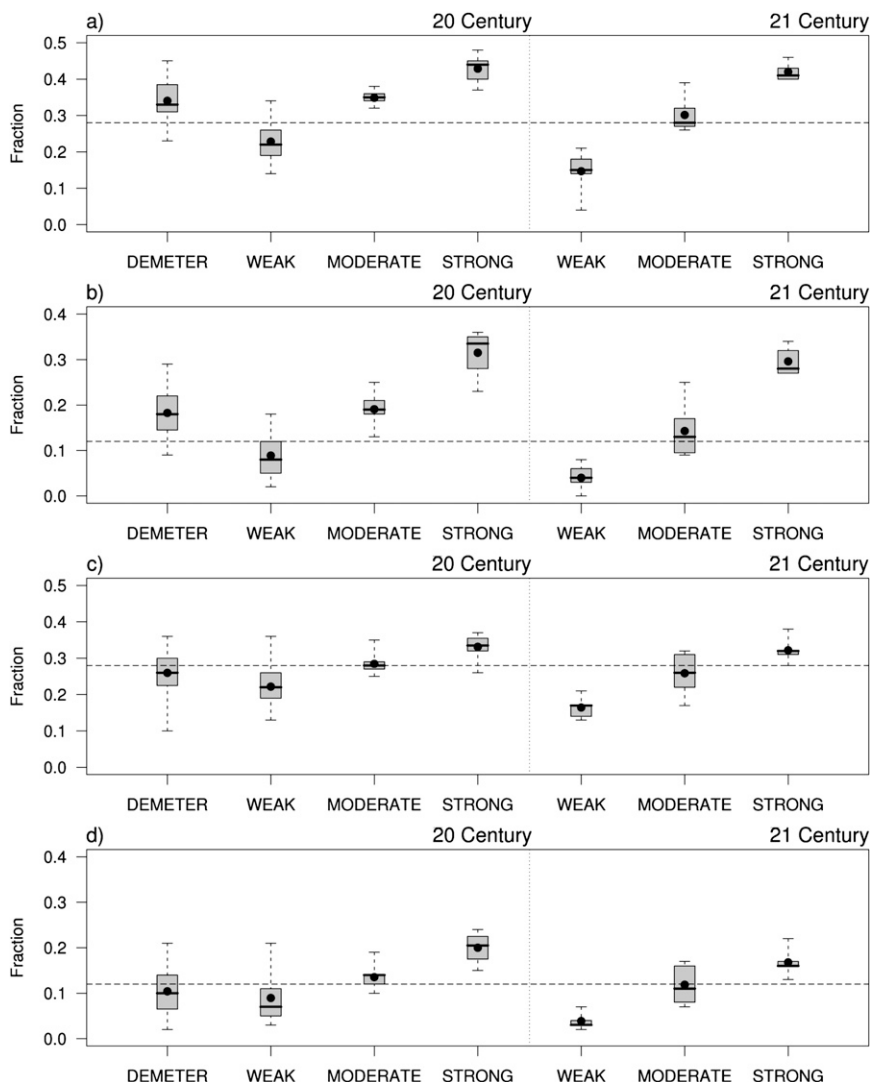 a) 20 Century 21 Century
0.5
0.4
0.3
0.2
0.1
0.0
Fraction
DEMETER WEAK MODERATE STRONG WEAK MODERATE STRONG
b) 20 Century 21 Century
0.4
0.3
0.2
0.1
0.0
Fraction
DEMETER WEAK MODERATE STRONG WEAK MODERATE STRONG
c) 20 Century 21 Century
0.5
0.4
0.3
0.2
0.1
0.0
Fraction
DEMETER WEAK MODERATE STRONG WEAK MODERATE STRONG
d) 20 Century 21 Century
0.4
0.3
0.2
0.1
0.0
Fraction
DEMETER WEAK MODERATE STRONG WEAK MODERATE STRONG